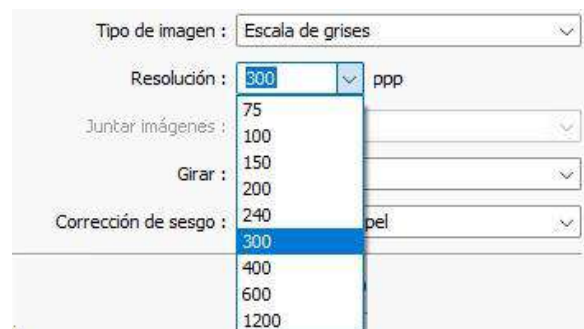 Tipo de imagen : Escala de grises
Resolución : 300 ppp
75
Juntar imágenes :
100
150
Girar :
200
Corrección de sesgo : 240 pel
300
400
600
1200